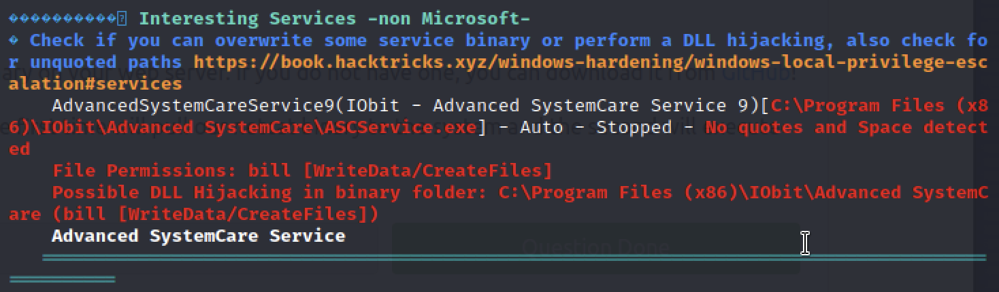 ����������� Interesting Services -non Microsoft-
� Check if you can overwrite some service binary or perform a DLL hijacking, also check fo
r unquoted paths https://book.hacktricks.xyz/windows-hardening/windows-local-privilege-esc
alation#services
AdvancedSystemCareService9(IObit - Advanced SystemCare Service 9)[C:\Program Files (x8
6)\IObit\Advanced SystemCare\ASCService.exe] - Auto - Stopped - No quotes and Space detect
ed
File Permissions: bill [WriteData/CreateFiles]
Possible DLL Hijacking in binary folder: C:\Program Files (x86)\IObit\Advanced SystemC
are (bill [WriteData/CreateFiles])
Advanced SystemCare Service
Question Done